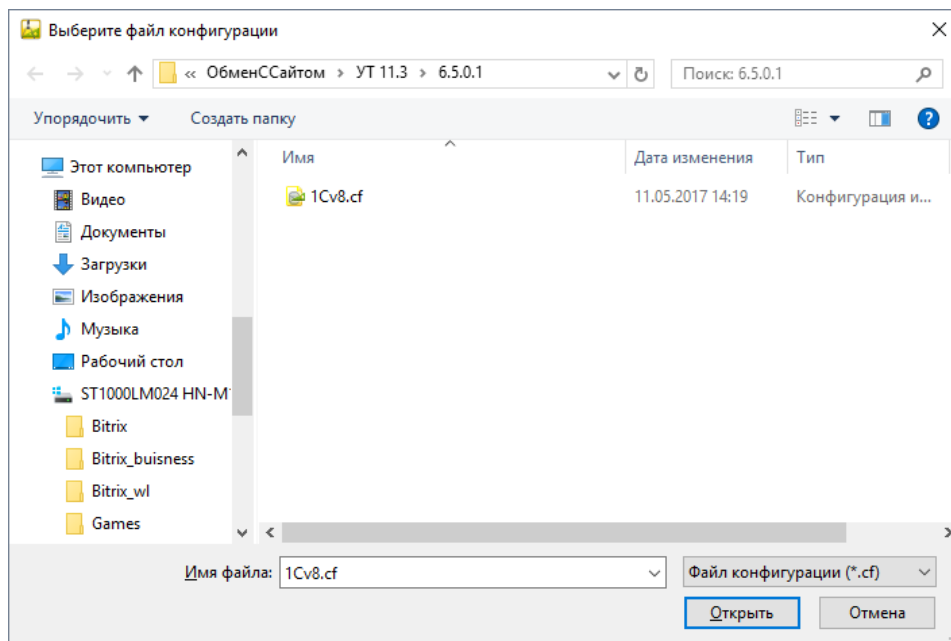 Выберите файл конфигурации
« ОбменССайтом › УТ 11.3 › 6.5.0.1
Поиск: 6.5.0.1
Упорядочить
Создать папку
Имя
Дата изменения
Тип
Этот компьютер
Видео
Документы
Загрузки
Изображения
Музыка
Рабочий стол
ST1000LM024 HN-M
Bitrix
Bitrix_buisness
Bitrix_wl
Games
1Cv8.cf
11.05.2017 14:19
Конфигурация и...
Имя файла: 1Cv8.cf
Файл конфигурации (*.cf)
Открыть
Отмена